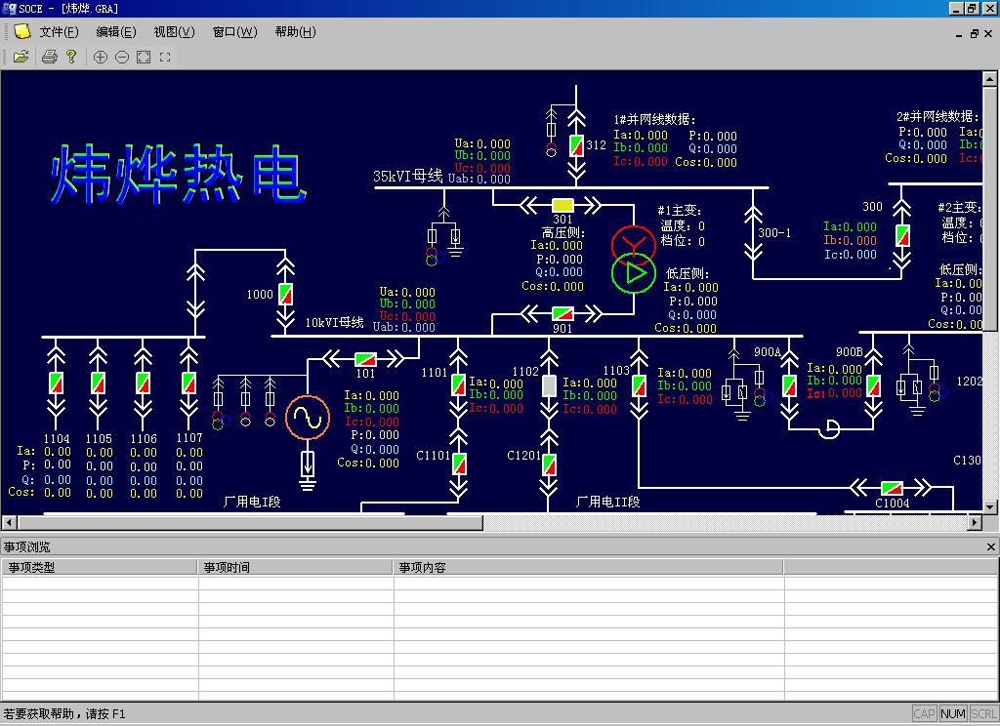 SOCE - [炜烨.GRA]
文件(F) 编辑(E) 视图(V) 窗口(W) 帮助(H)
炜烨热电
Ua:0.000
Ub:0.000
Uc:0.000
Uab:0.000
35kVI母线
312
1#并网线数据:
Ia:0.000 P:0.000
Ib:0.000 Q:0.000
Ic:0.000 Cos:0.000
2#并网线数据:
P:0.000 Ia:
Q:0.000 Ib:
Cos:0.000 Ic:
301
高压侧:
Ia:0.000
P:0.000
Q:0.000
Cos:0.000
#1主变:
温度: 0
档位: 0
低压侧:
Ia:0.000
P:0.000
Q:0.000
Cos:0.000
300-1
300
Ia:0.000
Ib:0.000
Ic:0.000
#2主变:
温度: 0
档位: 0
低压侧:
Ia:0.00
P:0.00
Q:0.00
Cos:0.00
1000
10kVI母线
Ua:0.000
Ub:0.000
Uc:0.000
Uab:0.000
901
101
Ia:0.000
Ib:0.000
Ic:0.000
P:0.000
Q:0.000
Cos:0.000
1101
Ia:0.000
Ib:0.000
Ic:0.000
1102
Ia:0.000
Ib:0.000
Ic:0.000
1103
Ia:0.000
Ib:0.000
Ic:0.000
900A
Ia:0.000
Ib:0.000
Ic:0.000
900B
1202
1104 1105 1106 1107
Ia: 0.00 0.00 0.00 0.00
P: 0.00 0.00 0.00 0.00
Q: 0.00 0.00 0.00 0.00
Cos: 0.00 0.00 0.00 0.00
C1101
C1201
C130
C1004
厂用电I段
厂用电II段
事项浏览
事项类型 事项时间 事项内容
若要获取帮助,请按 F1
CAP NUM SCRL